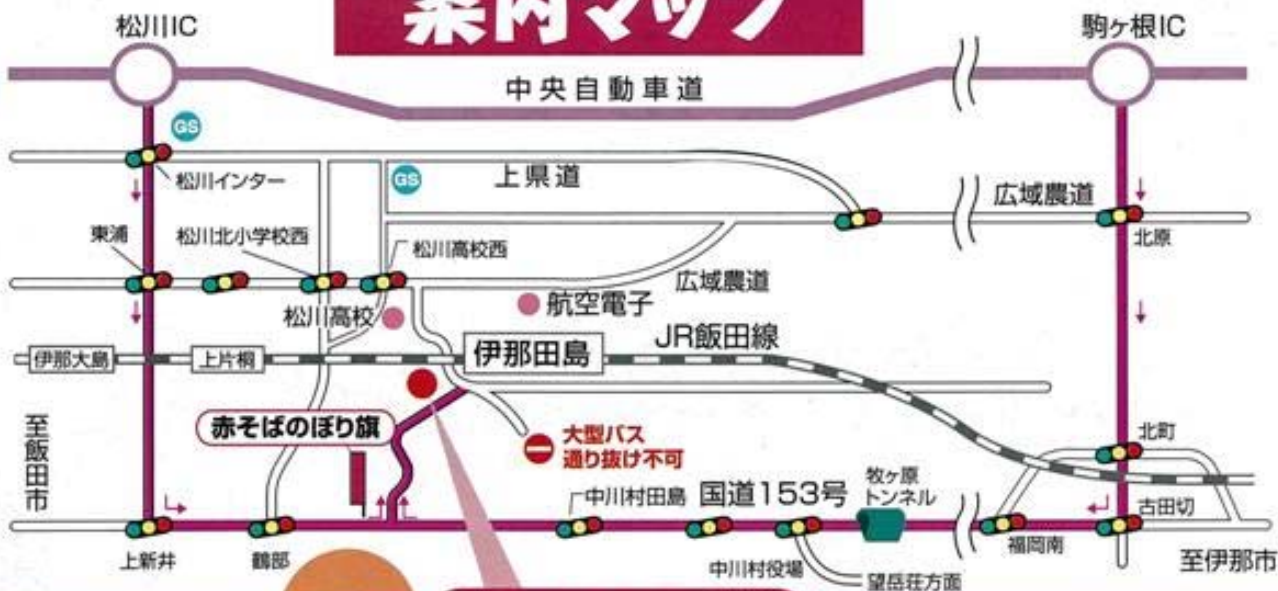 案内マップ
松川IC
駒ヶ根IC
中央自動車道
GS
松川インター
GS
上県道
広域農道
北原
東浦
松川北小学校西
松川高校西
広域農道
松川高校
航空電子
伊那大島
上片桐
伊那田島
JR飯田線
至飯田市
赤そばのぼり旗
大型バス
通り抜け不可
北町
中川村田島
国道153号
牧ヶ原
トンネル
古田切
上新井
鶴部
中川村役場
望岳荘方面
福岡南
至伊那市